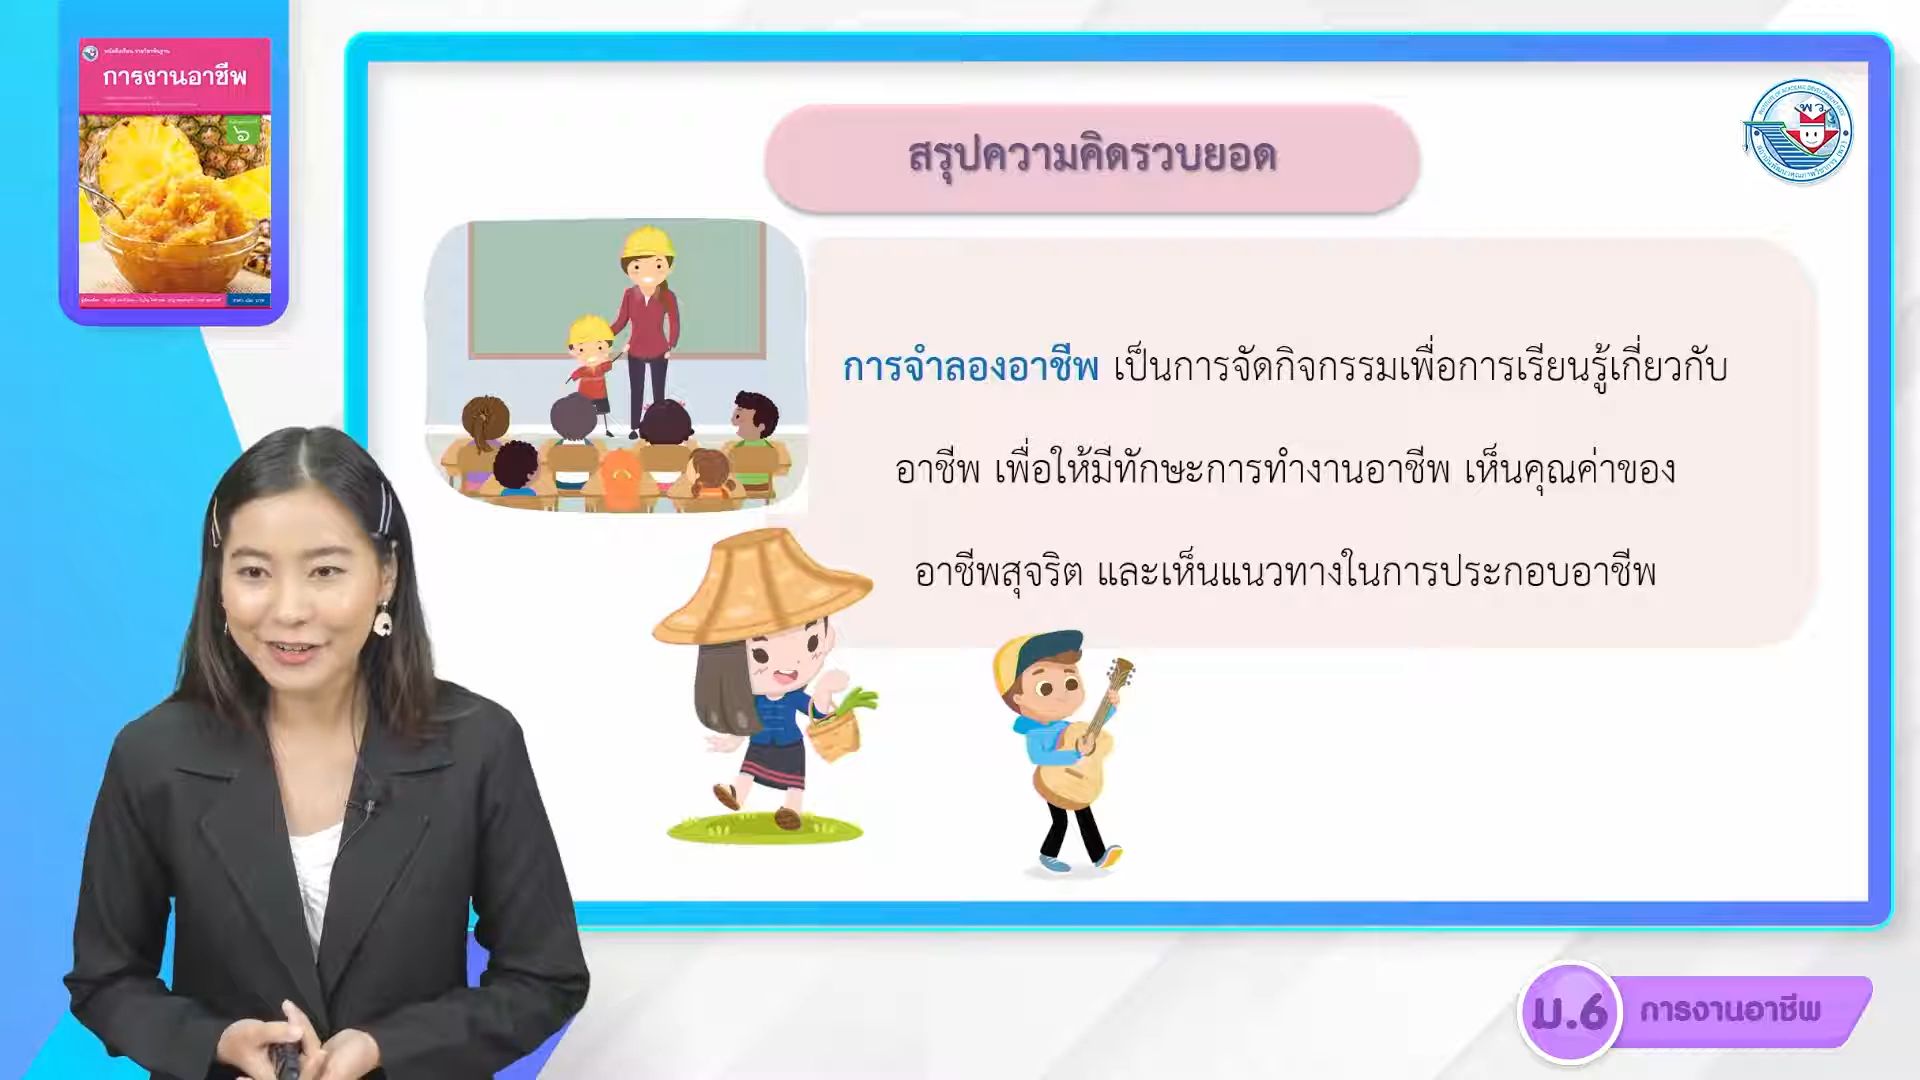 การงานอาชีพ
๖
สรุปความคิดรวบยอด
การจำลองอาชีพ เป็นการจัดกิจกรรมเพื่อการเรียนรู้เกี่ยวกับ
อาชีพ เพื่อให้มีทักษะการทำงานอาชีพ เห็นคุณค่าของ
อาชีพสุจริต และเห็นแนวทางในการประกอบอาชีพ
พว
ม.6 การงานอาชีพ